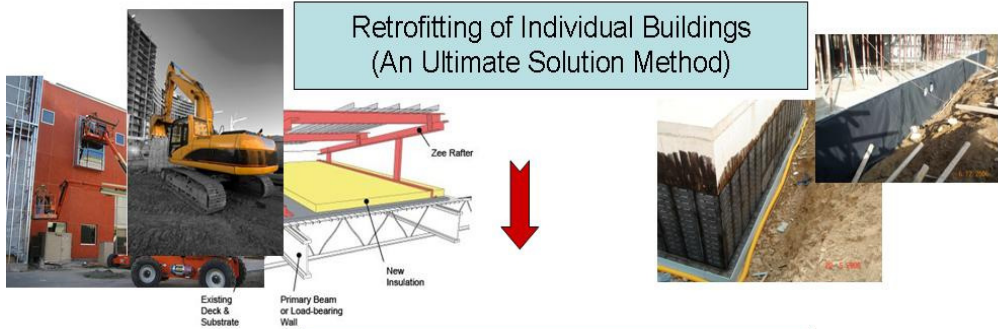 Retrofitting of Individual Buildings
(An Ultimate Solution Method)
Zee Rafter
New
Insulation
Existing
Deck &
Substrate
Primary Beam
or Load-bearing
Wall